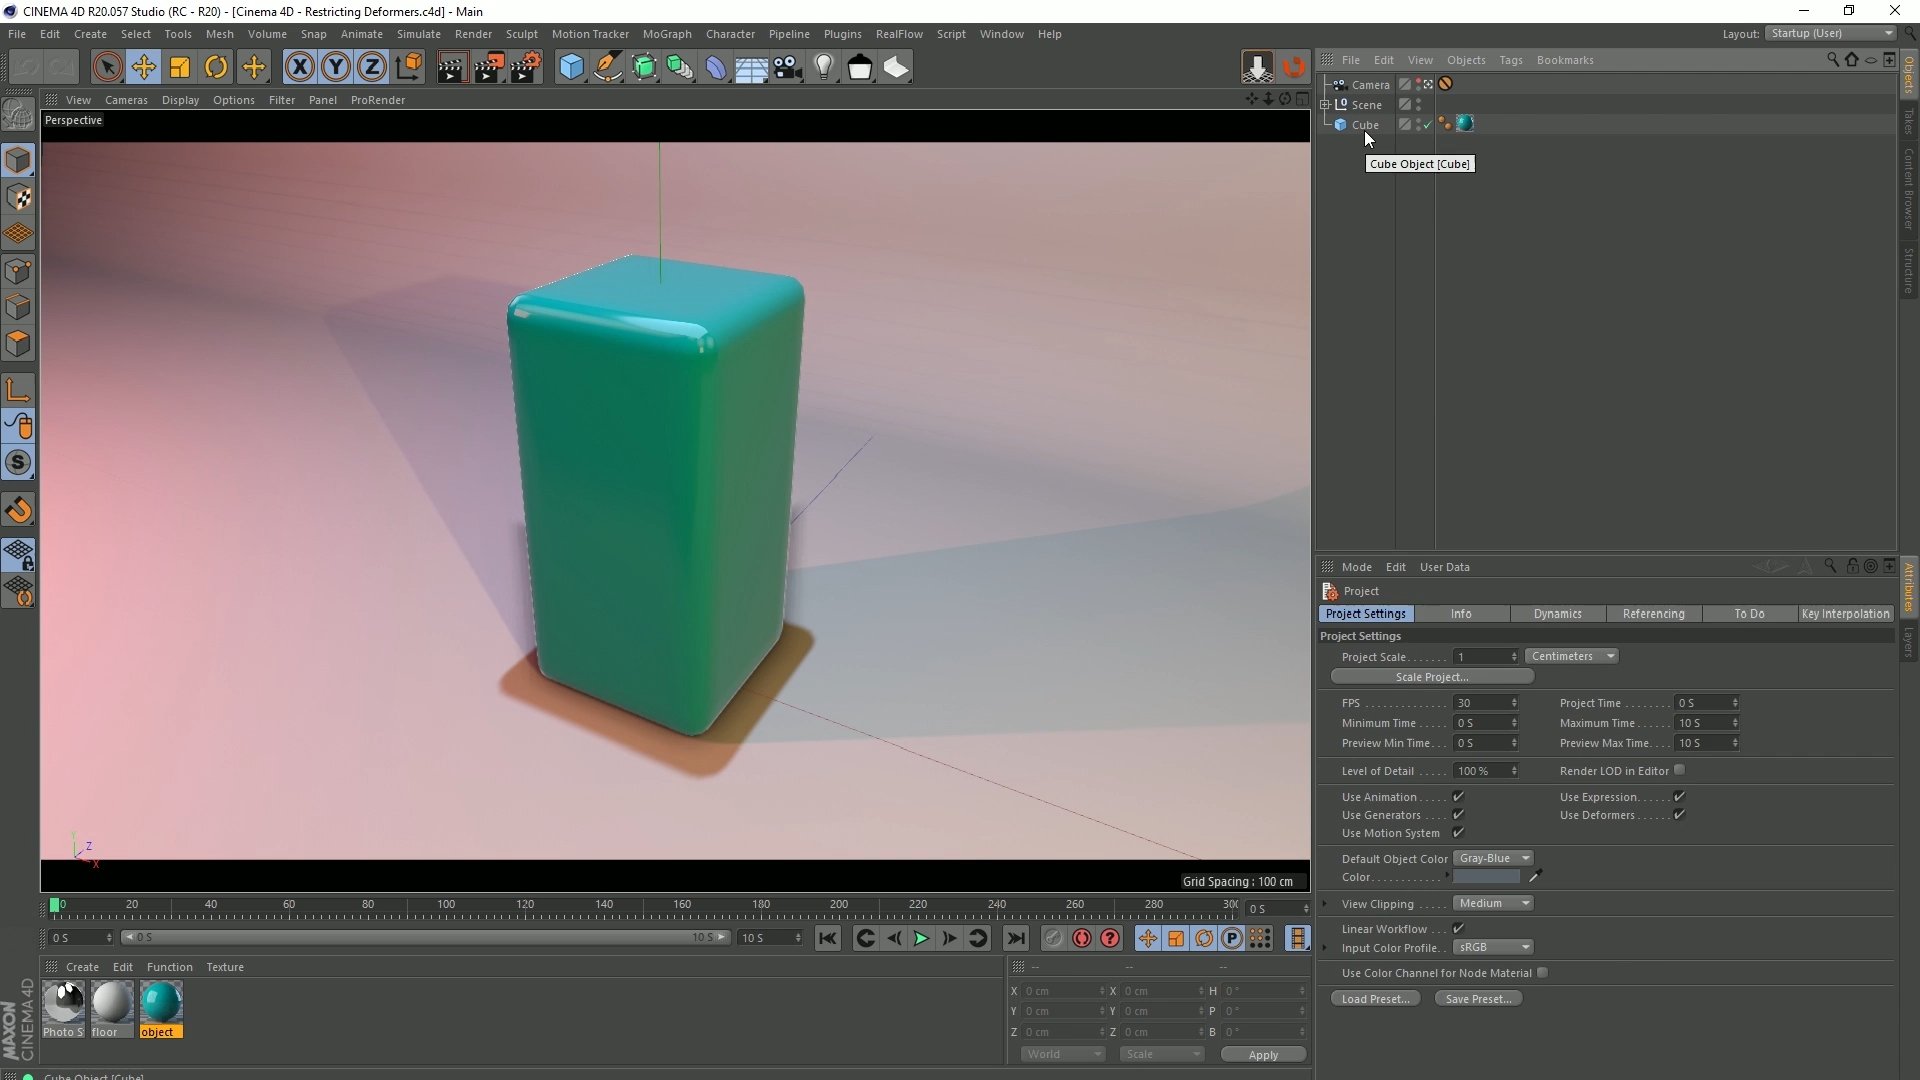 CINEMA 4D R20.057 Studio (RC - R20) - [Cinema 4D - Restricting Deformers.c4d] - Main
File Edit Create Select Tools Mesh Volume Snap Animate Simulate Render Sculpt Motion Tracker MoGraph Character Pipeline Plugins RealFlow Script Window Help
Layout: Startup (User)
X Y Z
File Edit View Objects Tags Bookmarks
View Cameras Display Options Filter Panel ProRender
Perspective
Camera
Scene
Cube
Cube Object [Cube]
Objects
Takes
Content Browser
Structure
Mode Edit User Data
Project
Project Settings Info Dynamics Referencing To Do Key Interpolation
Project Settings
Project Scale....... 1 Centimeters
Scale Project...
FPS 30 Project Time 0 S
Minimum Time 0 S Maximum Time 10 S
Preview Min Time... 0 S Preview Max Time.... 10 S
Level of Detail 100 % Render LOD in Editor
Use Animation Use Expression
Use Generators Use Deformers
Use Motion System
Default Object Color Gray-Blue
Color
View Clipping Medium
Linear Workflow
Input Color Profile.. sRGB
Use Color Channel for Node Material
Load Preset... Save Preset...
Attributes
Layers
Y Z X
Grid Spacing : 100 cm
0 20 40 60 80 100 120 140 160 180 200 220 240 260 280 300 0 S
0 S 0 S 10 S 10 S
Create Edit Function Texture
Photo S floor object
-- -- --
X 0 cm X 0 cm H 0 °
Y 0 cm Y 0 cm P 0 °
Z 0 cm Z 0 cm B 0 °
World Scale Apply
MAXON CINEMA 4D
Cube Object [Cube]